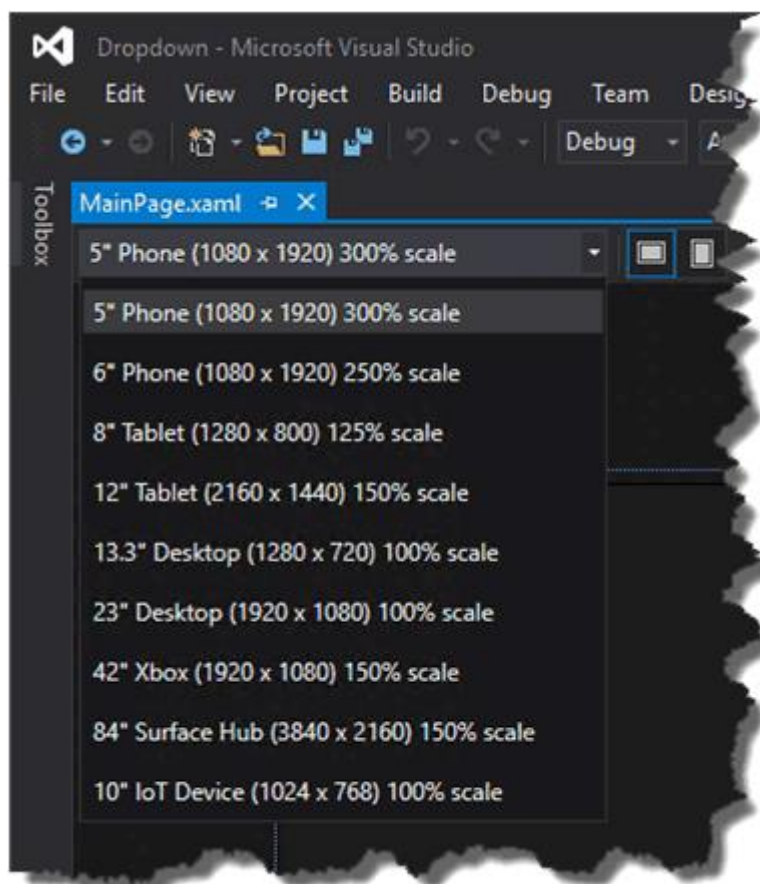 Dropdown - Microsoft Visual Studio
File Edit View Project Build Debug Team
Debug
Toolbox
MainPage.xaml
5" Phone (1080 x 1920) 300% scale
5" Phone (1080 x 1920) 300% scale
6" Phone (1080 x 1920) 250% scale
8" Tablet (1280 x 800) 125% scale
12" Tablet (2160 x 1440) 150% scale
13.3" Desktop (1280 x 720) 100% scale
23" Desktop (1920 x 1080) 100% scale
42" Xbox (1920 x 1080) 150% scale
84" Surface Hub (3840 x 2160) 150% scale
10" IoT Device (1024 x 768) 100% scale